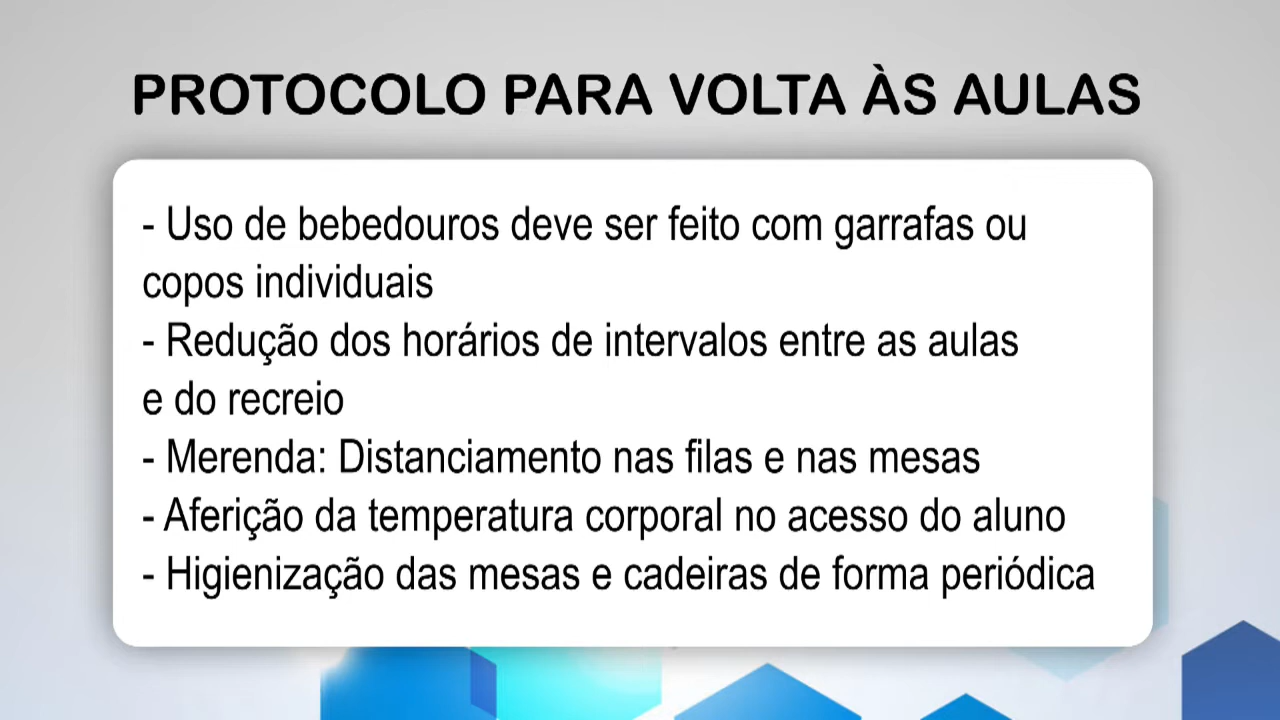 PROTOCOLO PARA VOLTA ÀS AULAS
- Uso de bebedouros deve ser feito com garrafas ou
copos individuais
- Redução dos horários de intervalos entre as aulas
e do recreio
- Merenda: Distanciamento nas filas e nas mesas
- Aferição da temperatura corporal no acesso do aluno
- Higienização das mesas e cadeiras de forma periódica